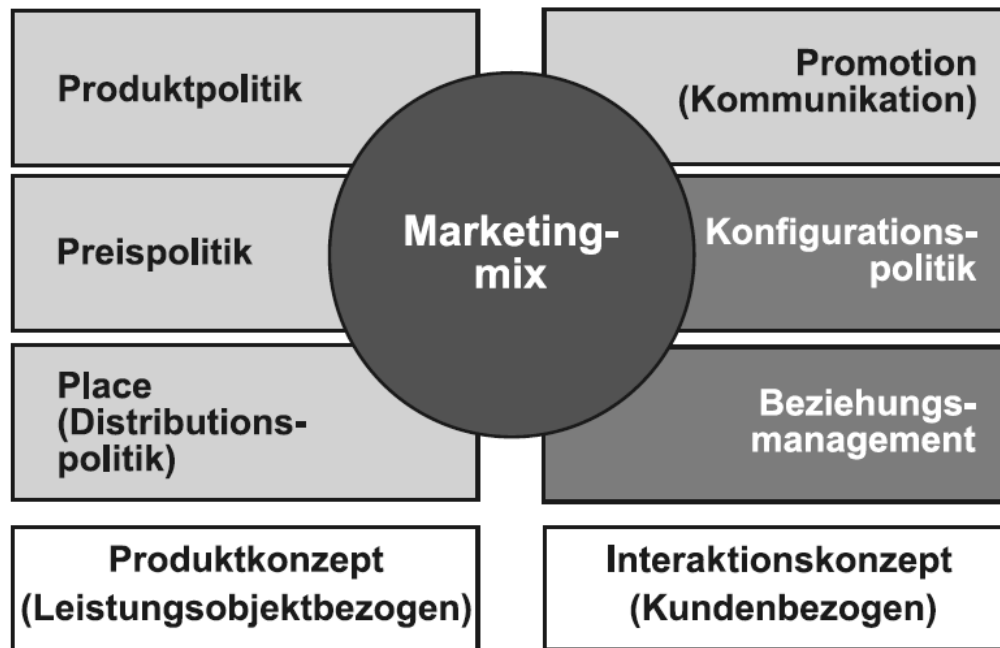 Produktpolitik
Promotion
(Kommunikation)
Preispolitik
Marketing-
mix
Konfigurations-
politik
Place
(Distributions-
politik)
Beziehungs-
management
Produktkonzept
(Leistungsobjektbezogen)
Interaktionskonzept
(Kundenbezogen)